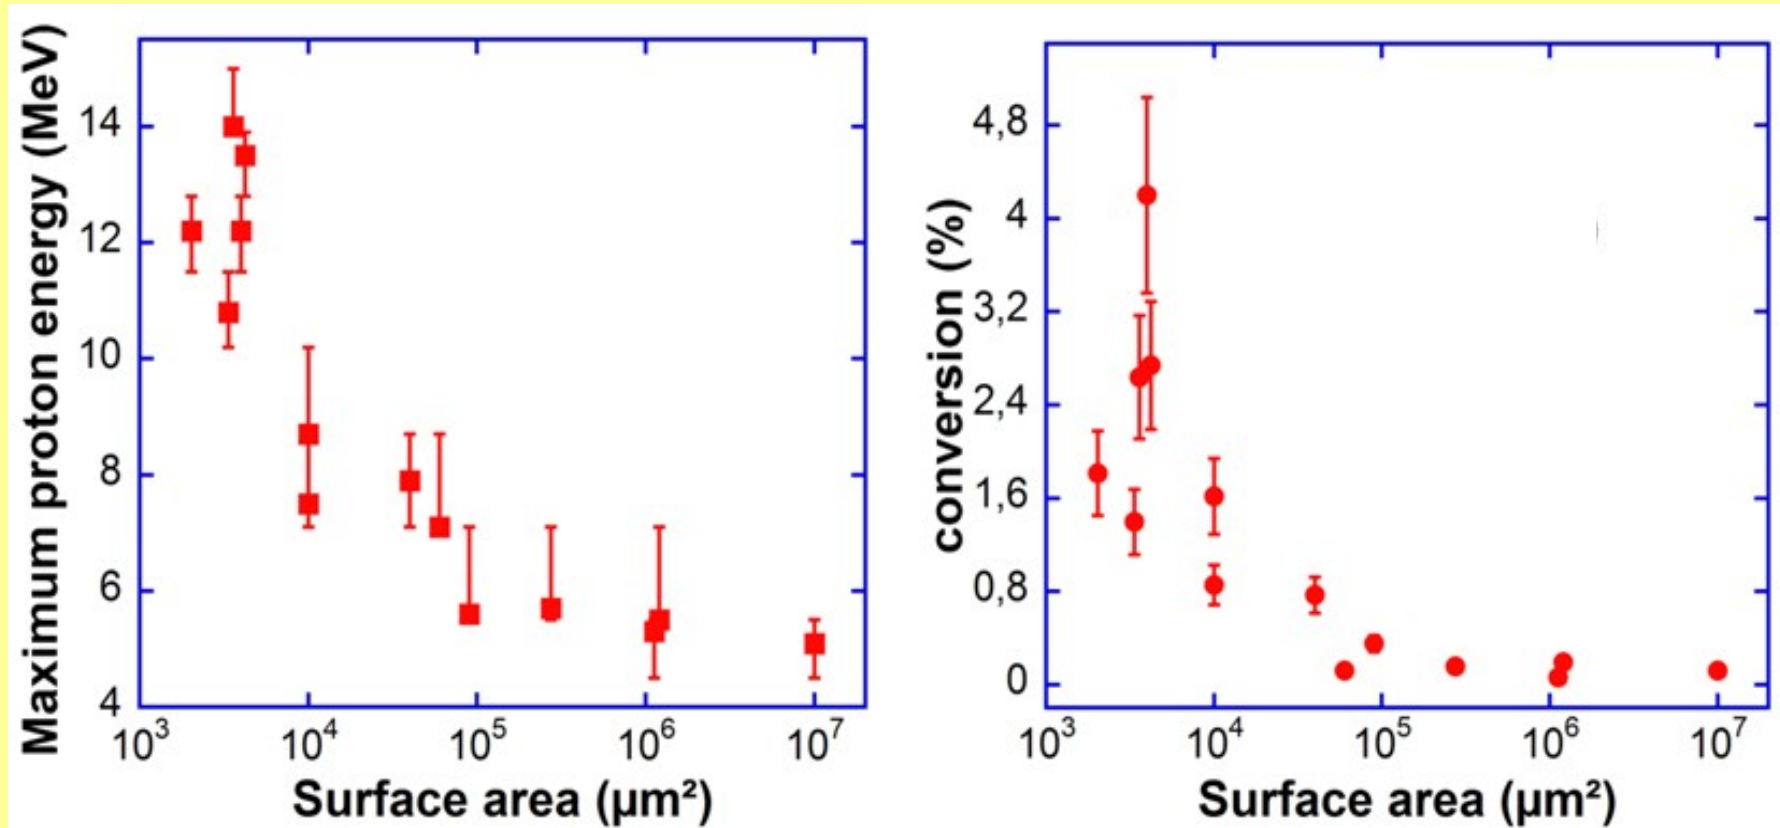 Maximum proton energy (MeV)
14
12
10
8
6
4
10³ 10⁴ 10⁵ 10⁶ 10⁷
Surface area (µm²)
conversion (%)
4,8
4
3,2
2,4
1,6
0,8
0
10³ 10⁴ 10⁵ 10⁶ 10⁷
Surface area (µm²)